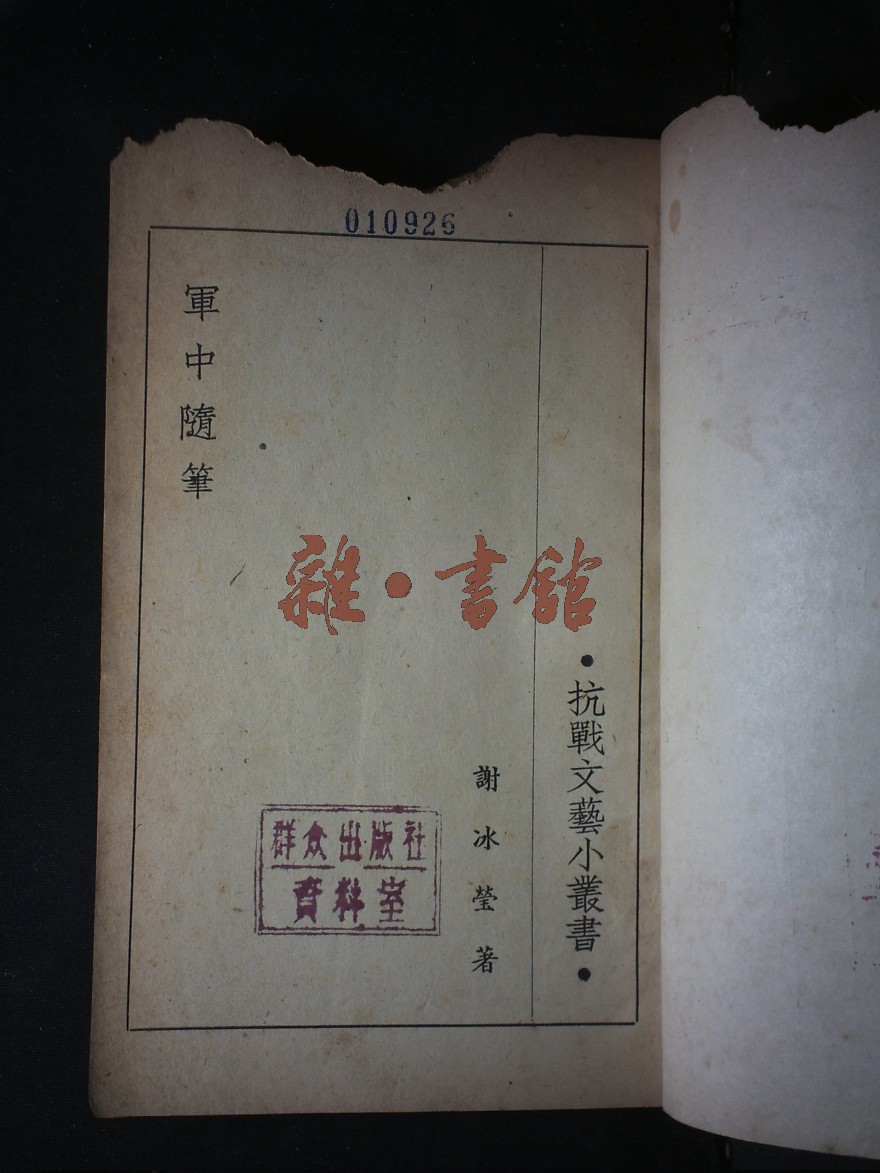 010926
·抗戰文藝小叢書·
謝冰瑩著
軍中隨筆
雜·書館
群众出版社
資料室